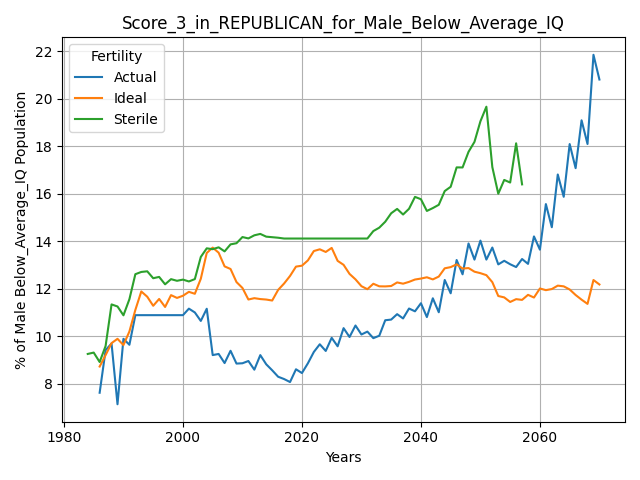 Score_3_in_REPUBLICAN_for_Male_Below_Average_IQ
% of Male Below_Average_IQ Population
22
20
18
16
14
12
10
8
Fertility
Actual
Ideal
Sterile
1980
2000
2020
2040
2060
Years